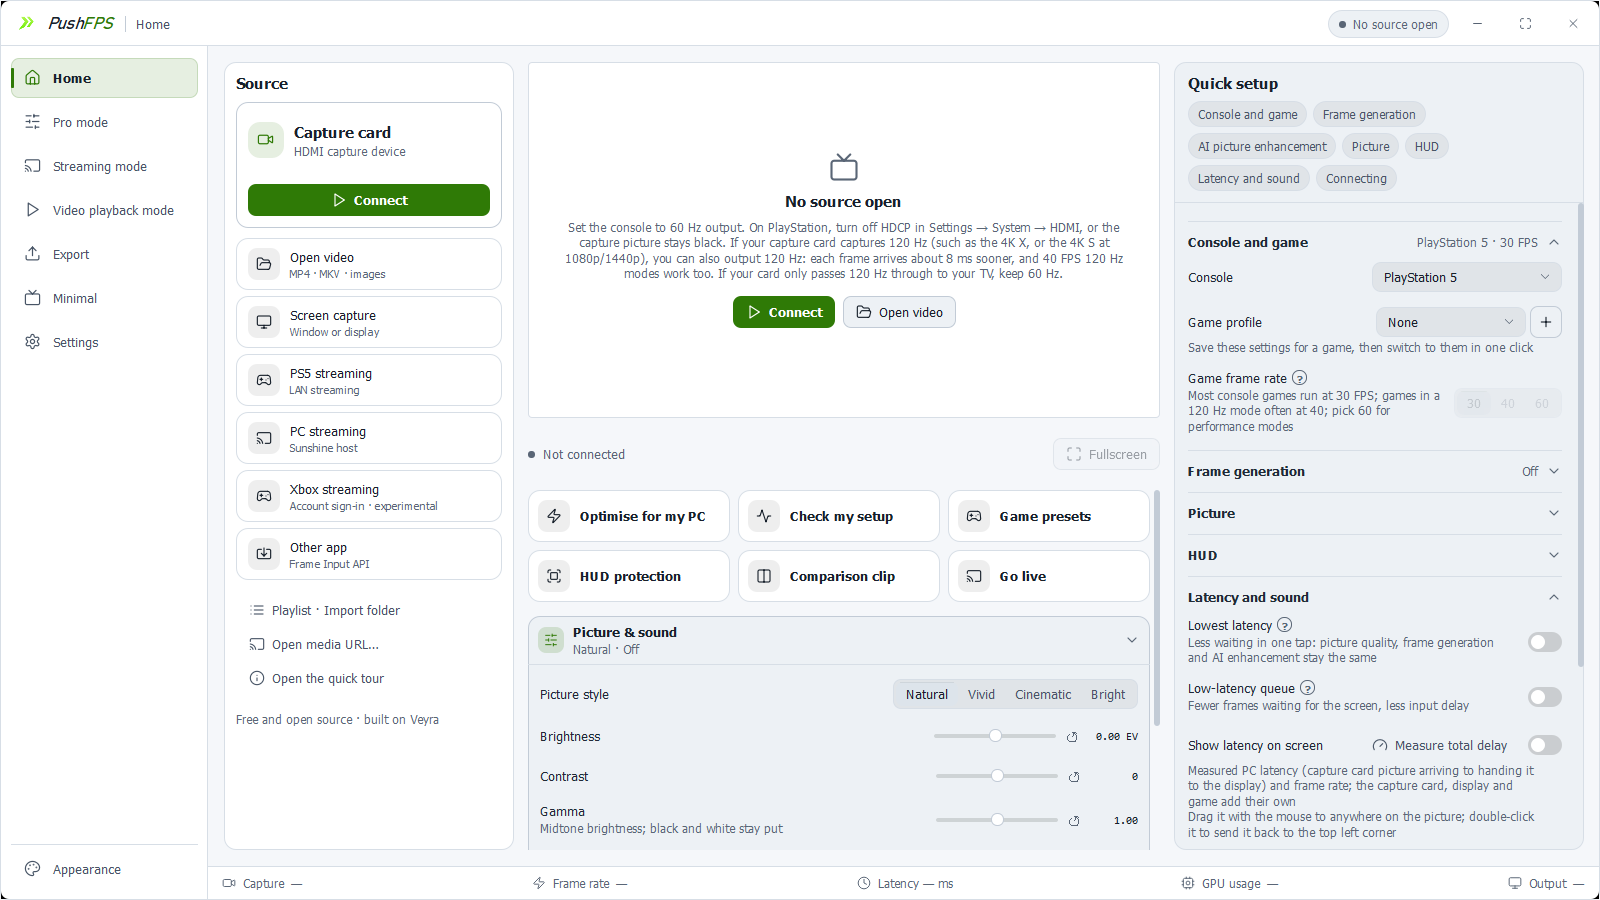 PushFPS
Home
No source open
Home
Pro mode
Streaming mode
Video playback mode
Export
Minimal
Settings
Appearance
Source
Capture card
HDMI capture device
Connect
Open video
MP4 · MKV · images
Screen capture
Window or display
PS5 streaming
LAN streaming
PC streaming
Sunshine host
Xbox streaming
Account sign-in · experimental
Other app
Frame Input API
Playlist · Import folder
Open media URL...
Open the quick tour
Free and open source · built on Veyra
No source open
Set the console to 60 Hz output. On PlayStation, turn off HDCP in Settings → System → HDMI, or the
capture picture stays black. If your capture card captures 120 Hz (such as the 4K X, or the 4K S at
1080p/1440p), you can also output 120 Hz: each frame arrives about 8 ms sooner, and 40 FPS 120 Hz
modes work too. If your card only passes 120 Hz through to your TV, keep 60 Hz.
Connect
Open video
Not connected
Fullscreen
Optimise for my PC
Check my setup
Game presets
HUD protection
Comparison clip
Go live
Picture & sound
Natural · Off
Picture style
Natural Vivid Cinematic Bright
Brightness
0.00 EV
Contrast
0
Gamma
Midtone brightness; black and white stay put
1.00
Quick setup
Console and game
Frame generation
AI picture enhancement
Picture
HUD
Latency and sound
Connecting
Console and game
PlayStation 5 · 30 FPS
Console
PlayStation 5
Game profile
None
Save these settings for a game, then switch to them in one click
Game frame rate ?
Most console games run at 30 FPS; games in a
120 Hz mode often at 40; pick 60 for
performance modes
30 40 60
Frame generation
Off
Picture
HUD
Latency and sound
Lowest latency ?
Less waiting in one tap: picture quality, frame generation
and AI enhancement stay the same
Low-latency queue ?
Fewer frames waiting for the screen, less input delay
Show latency on screen
Measure total delay
Measured PC latency (capture card picture arriving to handing it
to the display) and frame rate; the capture card, display and
game add their own
Drag it with the mouse to anywhere on the picture; double-click
it to send it back to the top left corner
Capture —
Frame rate —
Latency — ms
GPU usage —
Output —